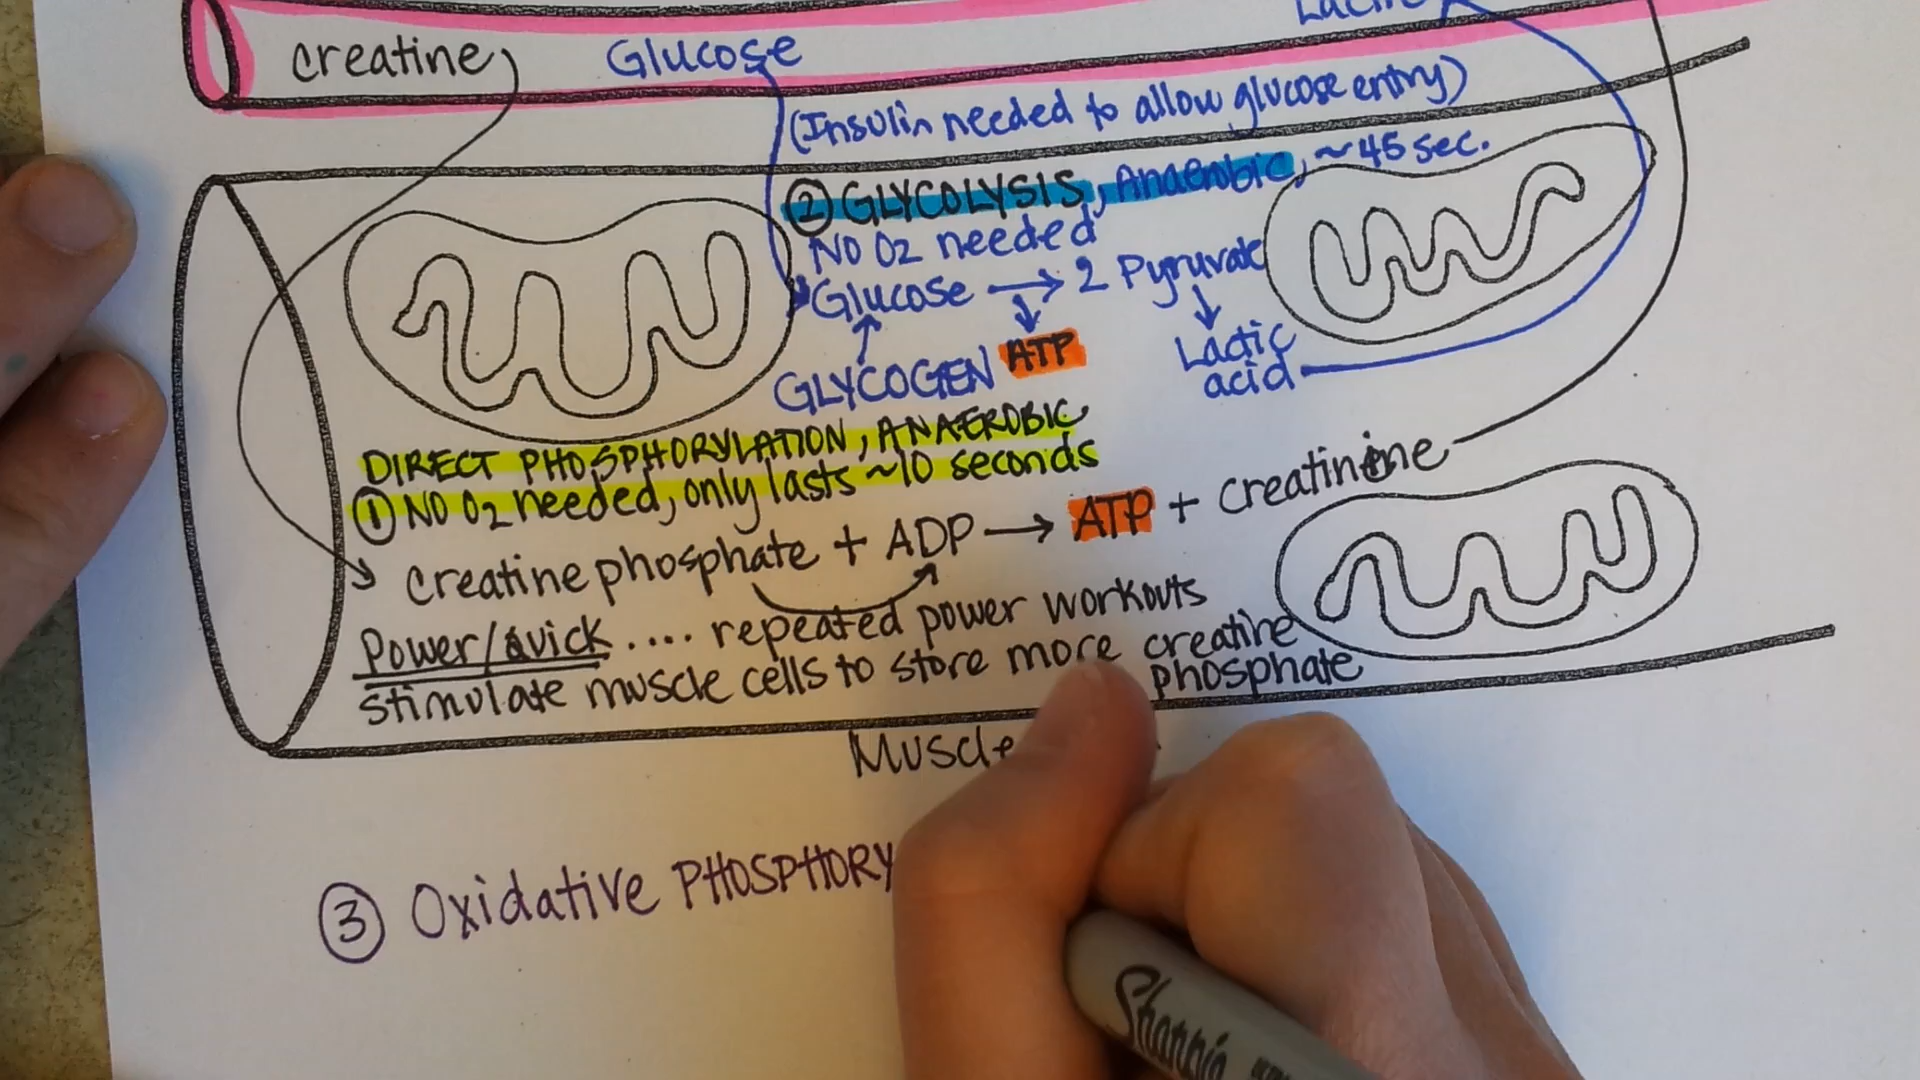 creatine Glucose
(Insulin needed to allow glucose entry)
② GLYCOLYSIS, Anaerobic, ~45 sec.
NO O2 needed
Glucose → 2 Pyruvate
GLYCOGEN ATP
Lactic
acid
DIRECT PHOSPHORYLATION, ANAEROBIC
① NO O2 needed, only lasts ~10 seconds
Creatine phosphate + ADP → ATP + creatinine
Power/Quick .... repeated power workouts
stimulate muscle cells to store more creatine
phosphate
Muscle
③ Oxidative PHOSPHORY
Sharpie